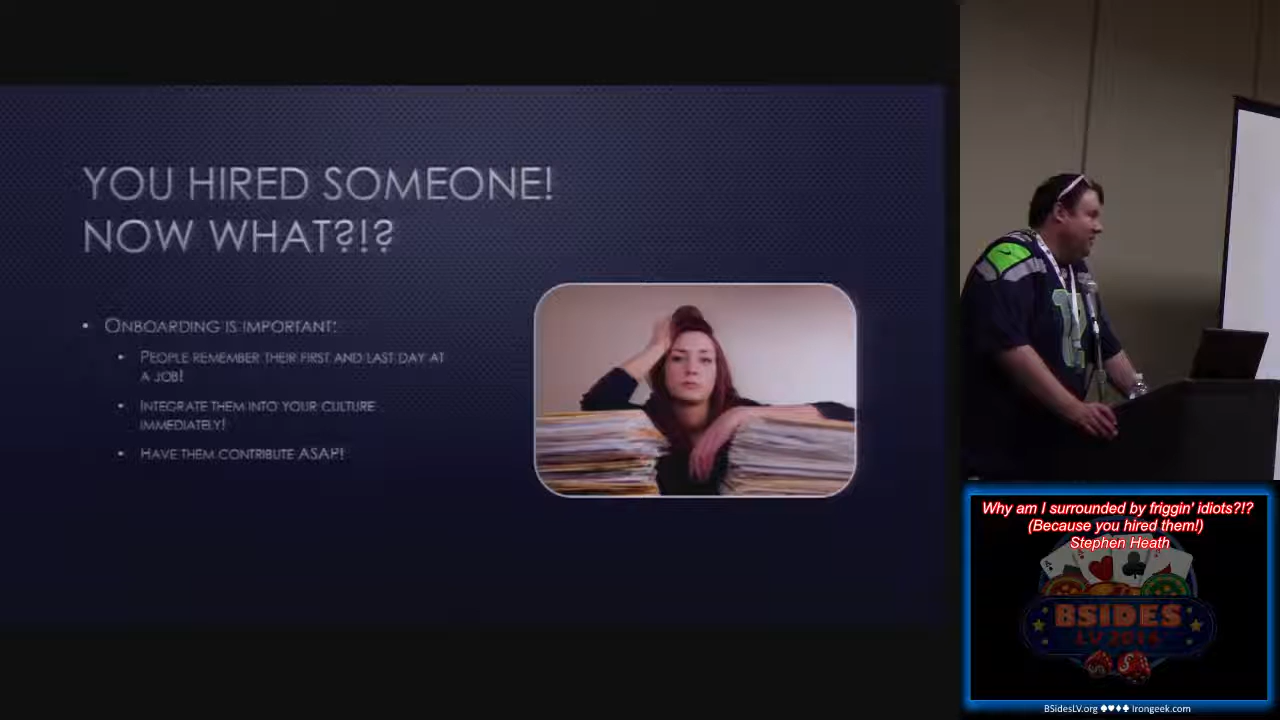 YOU HIRED SOMEONE!
NOW WHAT?!?
• ONBOARDING IS IMPORTANT:
• PEOPLE REMEMBER THEIR FIRST AND LAST DAY AT
A JOB!
• INTEGRATE THEM INTO YOUR CULTURE
IMMEDIATELY!
• HAVE THEM CONTRIBUTE ASAP!
Why am I surrounded by friggin' idiots?!?
(Because you hired them!)
Stephen Heath
BSIDES
LV 2014
BSidesLV.org ♠♥♦♣ Irongeek.com